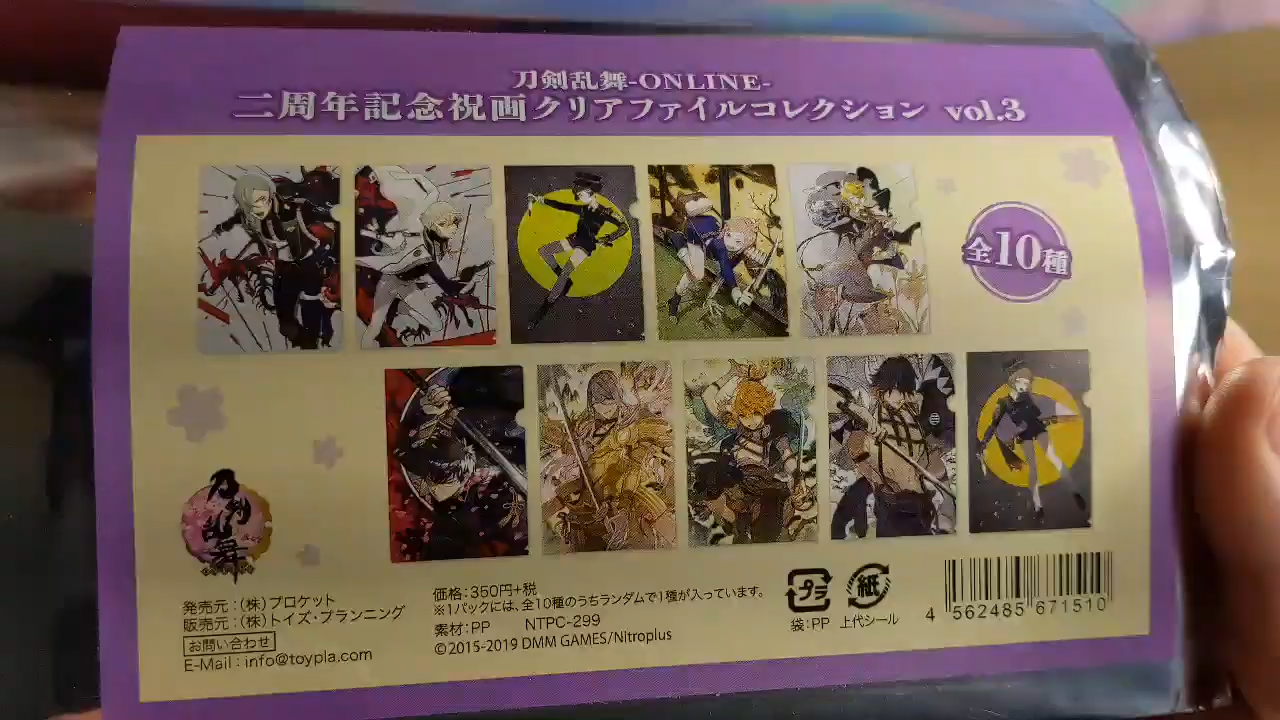 刀剣乱舞-ONLINE-
二周年記念祝画クリアファイルコレクション vol.3
全10種
刀剣乱舞
発売元：(株)ブロケット
販売元：(株)トイズ・プランニング
お問い合わせ
E-Mail：info@toypla.com
価格：350円+税
※1パックには、全10種のうちランダムで1種が入っています。
素材：PP NTPC-299
©2015-2019 DMM GAMES/Nitroplus
プラ
袋：PP
紙
上代シール
4 562485 671510